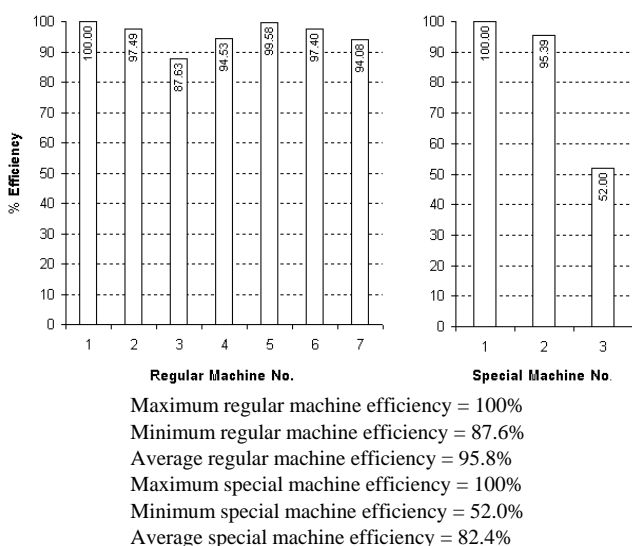 % Efficiency
100
90
80
70
60
50
40
30
20
10
0
100.00
97.49
87.63
94.53
99.58
97.40
94.08
1 2 3 4 5 6 7
Regular Machine No.
100
90
80
70
60
50
40
30
20
10
0
100.00
95.39
52.00
1 2 3
Special Machine No.
Maximum regular machine efficiency = 100%
Minimum regular machine efficiency = 87.6%
Average regular machine efficiency = 95.8%
Maximum special machine efficiency = 100%
Minimum special machine efficiency = 52.0%
Average special machine efficiency = 82.4%